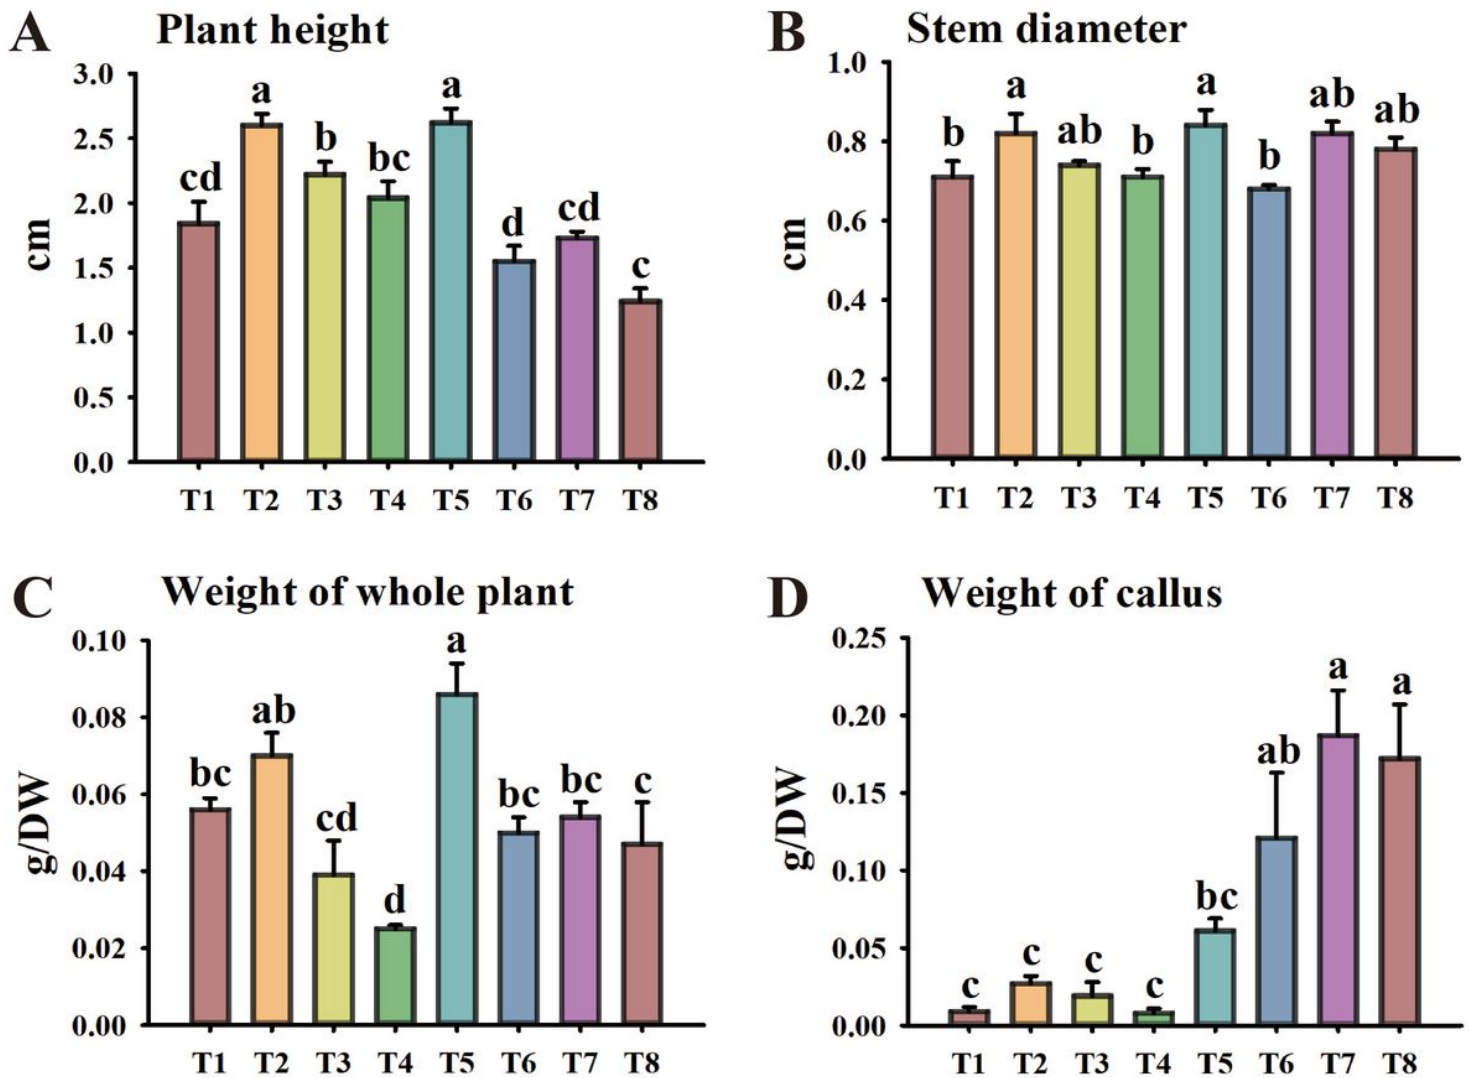 A Plant height
3.0
2.5
2.0
1.5
1.0
0.5
0.0
cm
cd a b bc a d cd c
T1 T2 T3 T4 T5 T6 T7 T8
B Stem diameter
1.0
0.8
0.6
0.4
0.2
0.0
cm
b a ab b a b ab ab
T1 T2 T3 T4 T5 T6 T7 T8
C Weight of whole plant
0.10
0.08
0.06
0.04
0.02
0.00
g/DW
bc ab cd d a bc bc c
T1 T2 T3 T4 T5 T6 T7 T8
D Weight of callus
0.25
0.20
0.15
0.10
0.05
0.00
g/DW
c c c c bc ab a a
T1 T2 T3 T4 T5 T6 T7 T8